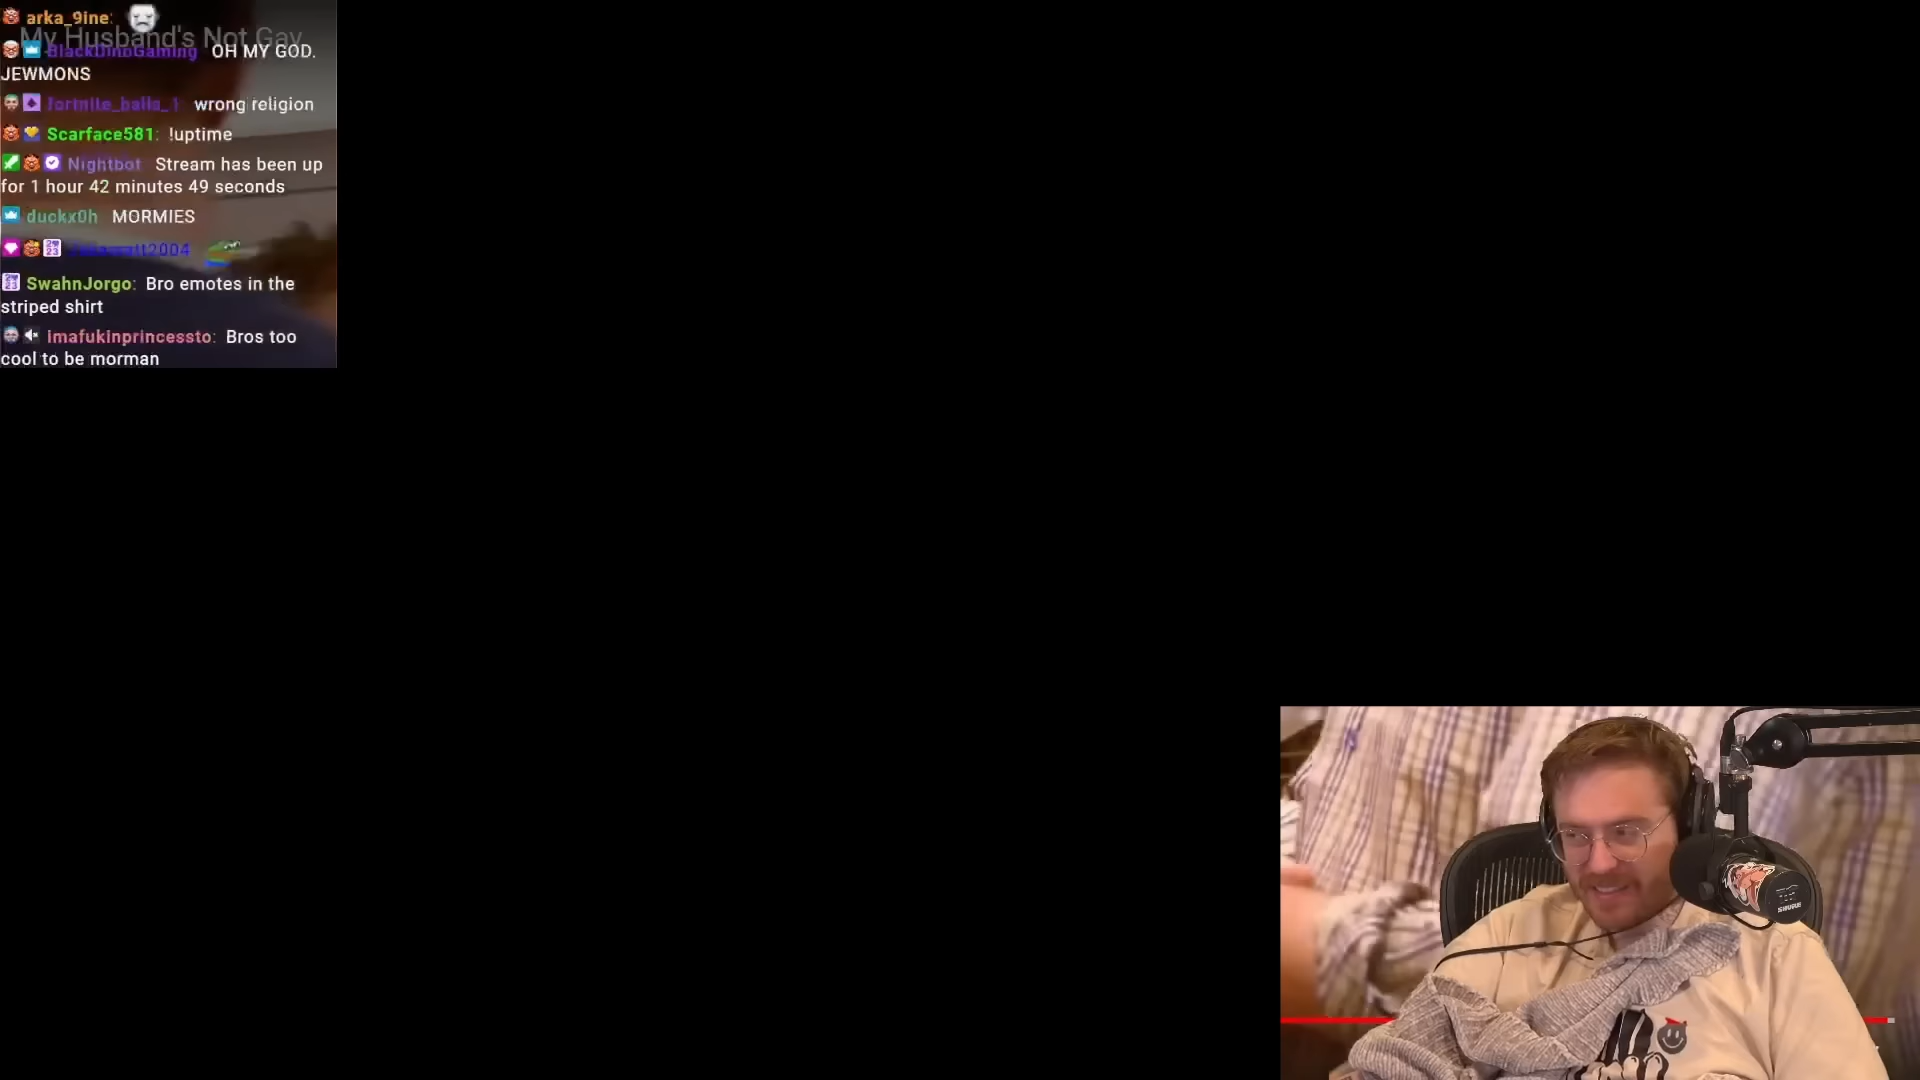 arka_9ine:
My Husband's Not Gay
BlackDinoGaming OH MY GOD.
JEWMONS
wrong religion
Scarface581: !uptime
Nightbot Stream has been up
for 1 hour 42 minutes 49 seconds
duckx0h MORMIES
SwahnJorgo: Bro emotes in the
striped shirt
imafukinprincessto: Bros too
cool to be morman